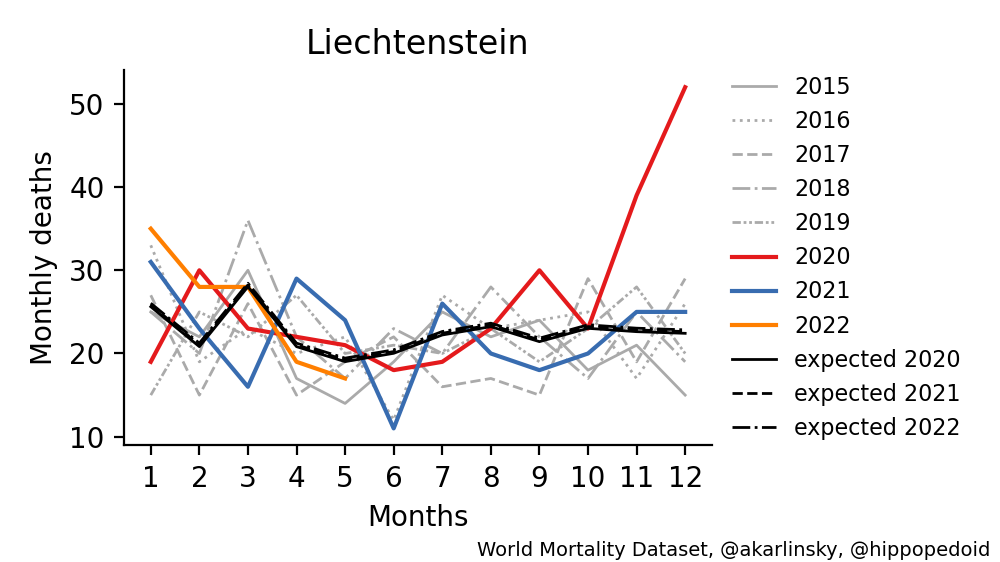 Liechtenstein
Monthly deaths
50
40
30
20
10
1 2 3 4 5 6 7 8 9 10 11 12
Months
2015
2016
2017
2018
2019
2020
2021
2022
expected 2020
expected 2021
expected 2022
World Mortality Dataset, @akarlinsky, @hippopedoid